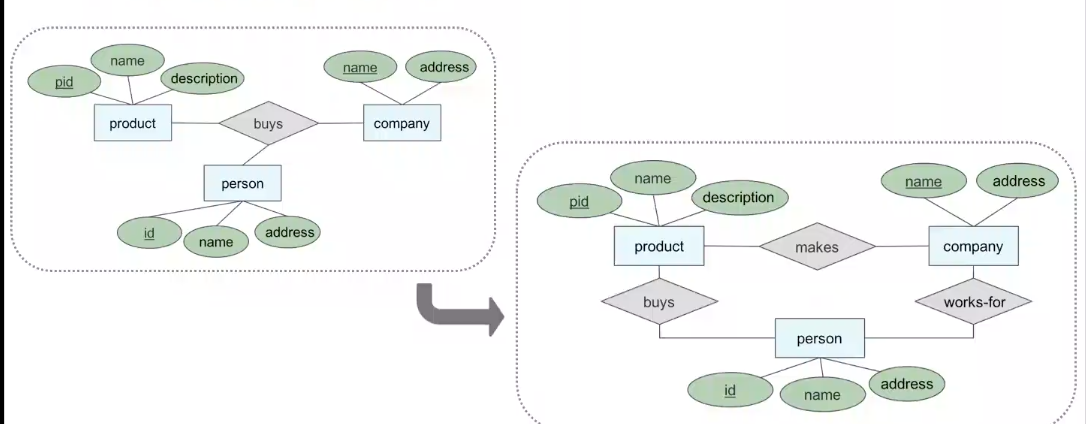 name
pid
description
name
address
product
buys
company
person
id
name
address
name
pid
description
name
address
product
makes
company
buys
works-for
person
id
name
address